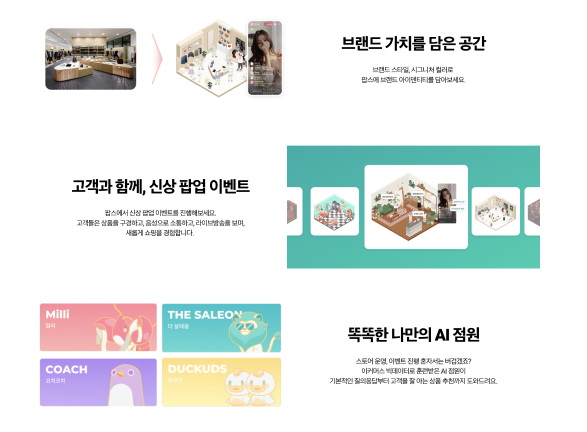 브랜드 가치를 담은 공간
브랜드 스타일, 시그니처 컬러로
팝스에 브랜드 아이덴티티를 담아보세요.
고객과 함께, 신상 팝업 이벤트
팝스에서 신상 팝업 이벤트를 진행해보세요.
고객들은 상품을 구경하고, 음성으로 소통하고, 라이브방송을 보며,
새롭게 쇼핑을 경험합니다.
Milli
밀리
THE SALEON
더 세일온
COACH
코치코치
DUCKUDS
똑똑한 나만의 AI 점원
스토어 운영, 이벤트 진행 혼자서는 버겁겠죠?
이커머스 빅데이터로 훈련받은 AI 점원이
기본적인 질의응답부터 고객을 잘 아는 상품 추천까지 도와드려요.